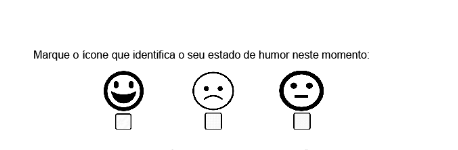 Marque o ícone que identifica o seu estado de humor neste momento: